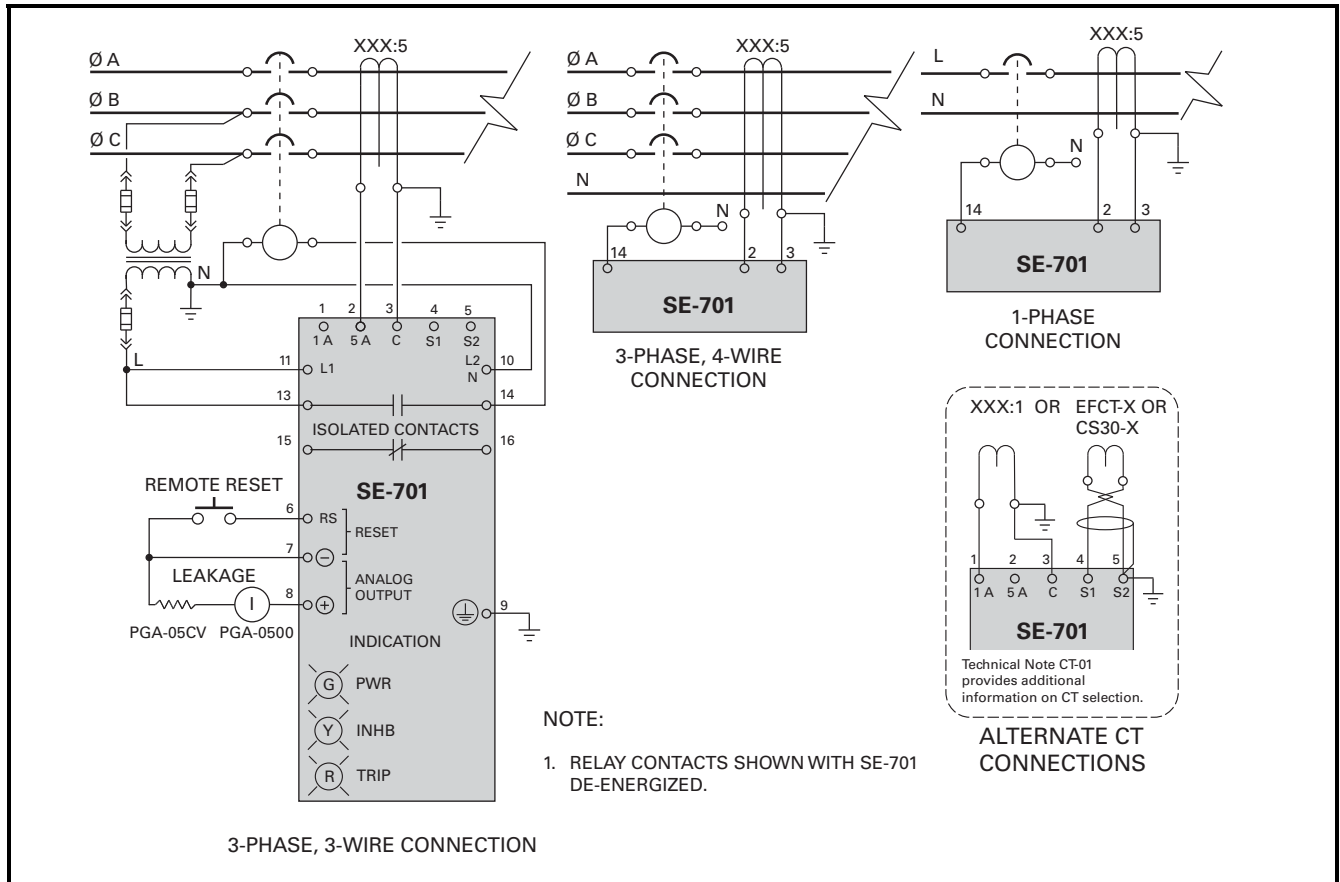 Ø A
Ø B
Ø C
XXX:5
N
L
1 2 3 4 5
1 A 5 A C S1 S2
11 L1
L2 10
N
13 14
ISOLATED CONTACTS
15 16
SE-701
REMOTE RESET
6 RS
RESET
7 −
LEAKAGE
ANALOG
OUTPUT
I 8 +
PGA-05CV PGA-0500
9
INDICATION
G PWR
Y INHB
R TRIP
3-PHASE, 3-WIRE CONNECTION
XXX:5
Ø A
Ø B
Ø C
N
N
14 2 3
SE-701
3-PHASE, 4-WIRE
CONNECTION
XXX:5
L
N
N
14 2 3
SE-701
1-PHASE
CONNECTION
XXX:1 OR EFCT-X OR
CS30-X
1 2 3 4 5
1 A 5 A C S1 S2
SE-701
Technical Note CT-01
provides additional
information on CT selection.
ALTERNATE CT
CONNECTIONS
NOTE:
1. RELAY CONTACTS SHOWN WITH SE-701
DE-ENERGIZED.